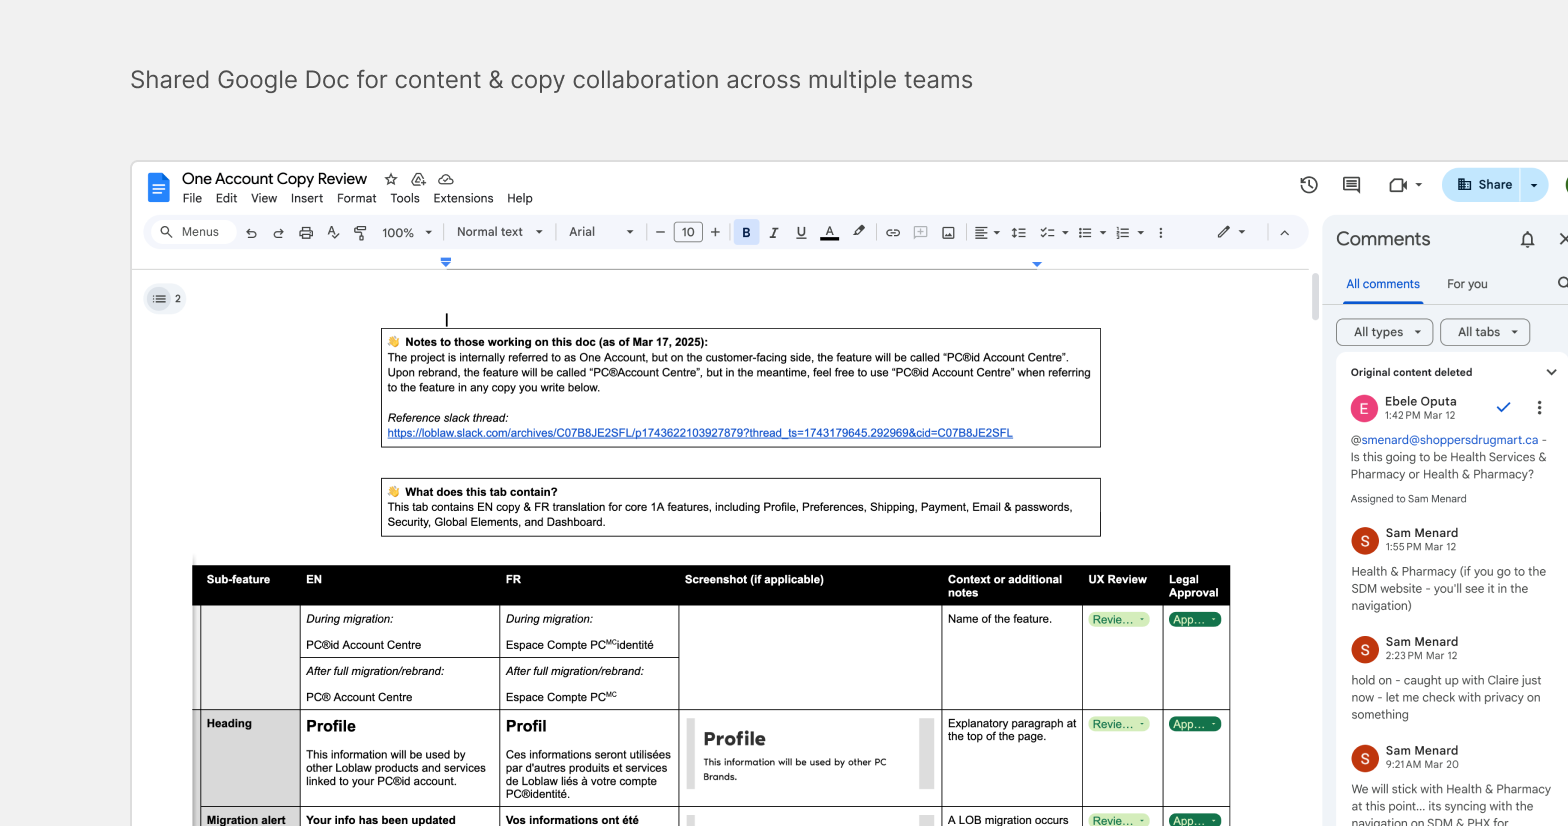 Shared Google Doc for content & copy collaboration across multiple teams
One Account Copy Review
File Edit View Insert Format Tools Extensions Help
Share
Menus
100%
Normal text
Arial
10
B I U A
2
👋 Notes to those working on this doc (as of Mar 17, 2025):
The project is internally referred to as One Account, but on the customer-facing side, the feature will be called “PC®id Account Centre”.
Upon rebrand, the feature will be called “PC®Account Centre”, but in the meantime, feel free to use “PC®id Account Centre” when referring
to the feature in any copy you write below.
Reference slack thread:
https://loblaw.slack.com/archives/C07B8JE2SFL/p1743622103927879?thread_ts=1743179645.292969&cid=C07B8JE2SFL
👋 What does this tab contain?
This tab contains EN copy & FR translation for core 1A features, including Profile, Preferences, Shipping, Payment, Email & passwords,
Security, Global Elements, and Dashboard.
Sub-feature
EN
FR
Screenshot (if applicable)
Context or additional
notes
UX Review
Legal
Approval
During migration:
PC®id Account Centre
During migration:
Espace Compte PCᴹᶜidentité
Name of the feature.
Revie...
App...
After full migration/rebrand:
PC® Account Centre
After full migration/rebrand:
Espace Compte PCᴹᶜ
Heading
Profile
This information will be used by
other Loblaw products and services
linked to your PC®id account.
Profil
Ces informations seront utilisées
par d'autres produits et services
de Loblaw liés à votre compte
PC®identité.
Profile
This information will be used by other PC
Brands.
Explanatory paragraph at
the top of the page.
Revie...
App...
Migration alert
Your info has been updated
Vos informations ont été
A LOB migration occurs
Revie...
App...
Comments
All comments
For you
All types
All tabs
Original content deleted
E
Ebele Oputa
1:42 PM Mar 12
@smenard@shoppersdrugmart.ca -
Is this going to be Health Services &
Pharmacy or Health & Pharmacy?
Assigned to Sam Menard
S
Sam Menard
1:55 PM Mar 12
Health & Pharmacy (if you go to the
SDM website - you'll see it in the
navigation)
S
Sam Menard
2:23 PM Mar 12
hold on - caught up with Claire just
now - let me check with privacy on
something
S
Sam Menard
9:21 AM Mar 20
We will stick with Health & Pharmacy
at this point... its syncing with the
navigation on SDM & PHX for